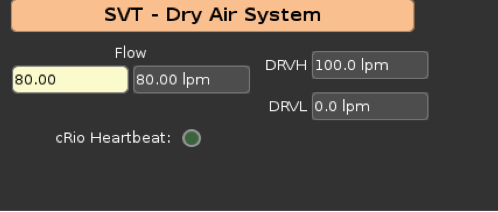 SVT - Dry Air System
Flow
80.00 80.00 lpm
DRVH 100.0 lpm
DRVL 0.0 lpm
cRio Heartbeat: